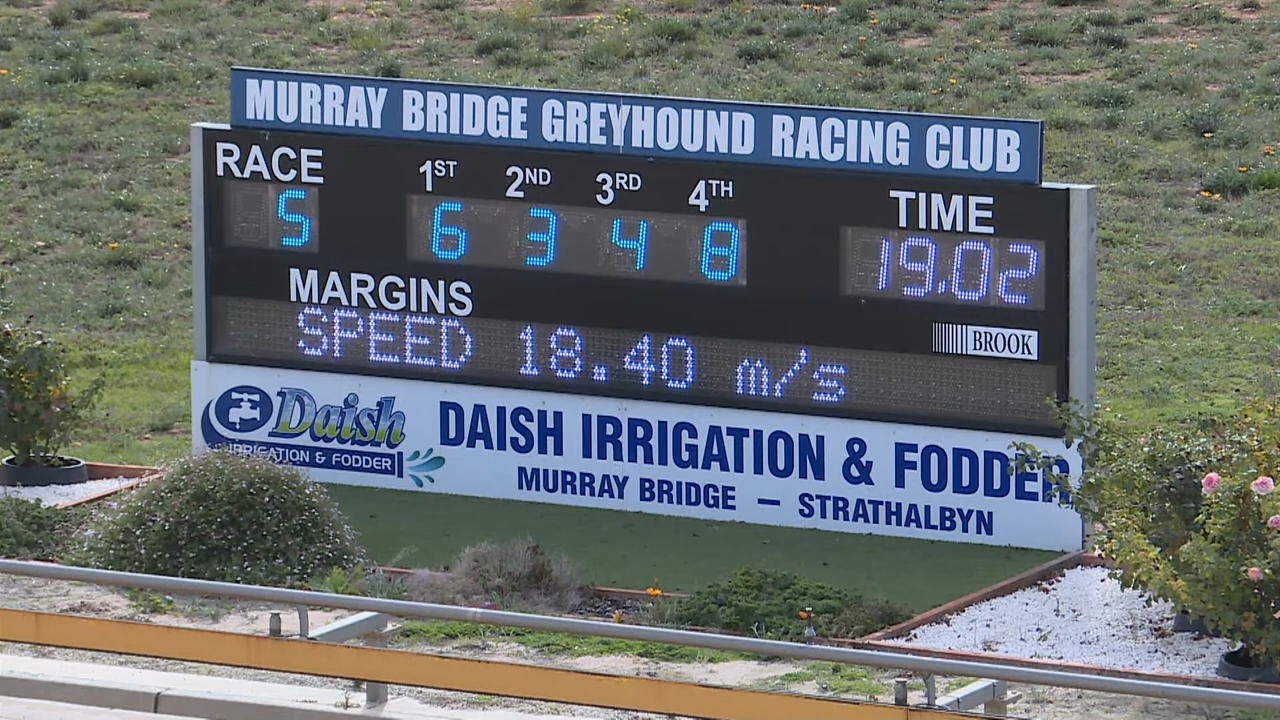 MURRAY BRIDGE GREYHOUND RACING CLUB
RACE 1ST 2ND 3RD 4TH TIME
5 6 3 4 8 19.02
MARGINS
SPEED 18.40 m/s
BROOK
Daish
IRRIGATION & FODDER
DAISH IRRIGATION & FODDER
MURRAY BRIDGE — STRATHALBYN